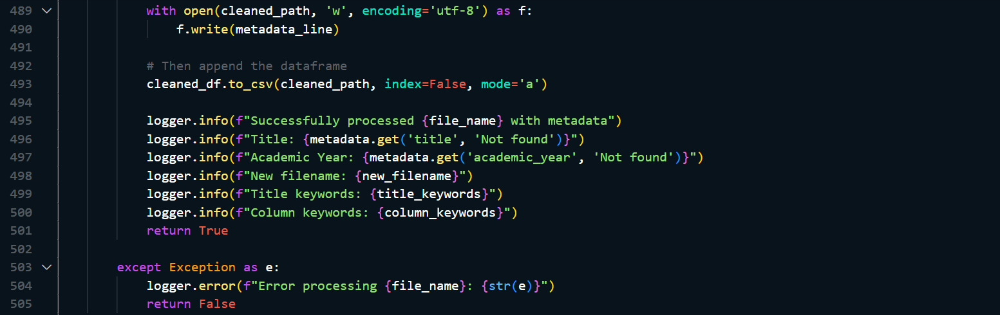 489 with open(cleaned_path, 'w', encoding='utf-8') as f:
490 f.write(metadata_line)
491
492 # Then append the dataframe
493 cleaned_df.to_csv(cleaned_path, index=False, mode='a')
494
495 logger.info(f"Successfully processed {file_name} with metadata")
496 logger.info(f"Title: {metadata.get('title', 'Not found')}")
497 logger.info(f"Academic Year: {metadata.get('academic_year', 'Not found')}")
498 logger.info(f"New filename: {new_filename}")
499 logger.info(f"Title keywords: {title_keywords}")
500 logger.info(f"Column keywords: {column_keywords}")
501 return True
502
503 except Exception as e:
504 logger.error(f"Error processing {file_name}: {str(e)}")
505 return False